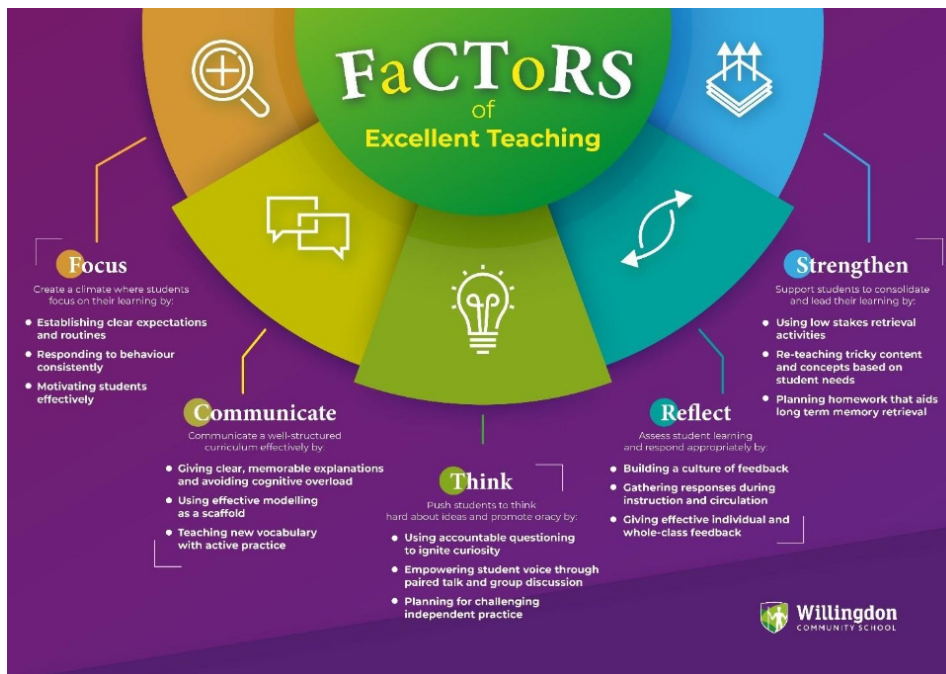 FaCToRS
of
Excellent Teaching
Focus
Create a climate where students
focus on their learning by:
• Establishing clear expectations
and routines
• Responding to behaviour
consistently
• Motivating students
effectively
Communicate
Communicate a well-structured
curriculum effectively by:
• Giving clear, memorable explanations
and avoiding cognitive overload
• Using effective modelling
as a scaffold
• Teaching new vocabulary
with active practice
Think
Push students to think
hard about ideas and promote oracy by:
• Using accountable questioning
to ignite curiosity
• Empowering student voice through
paired talk and group discussion
• Planning for challenging
independent practice
Reflect
Assess student learning
and respond appropriately by:
• Building a culture of feedback
• Gathering responses during
instruction and circulation
• Giving effective individual and
whole-class feedback
Strengthen
Support students to consolidate
and lead their learning by:
• Using low stakes retrieval
activities
• Re-teaching tricky content
and concepts based on
student needs
• Planning homework that aids
long term memory retrieval
Willingdon
COMMUNITY SCHOOL